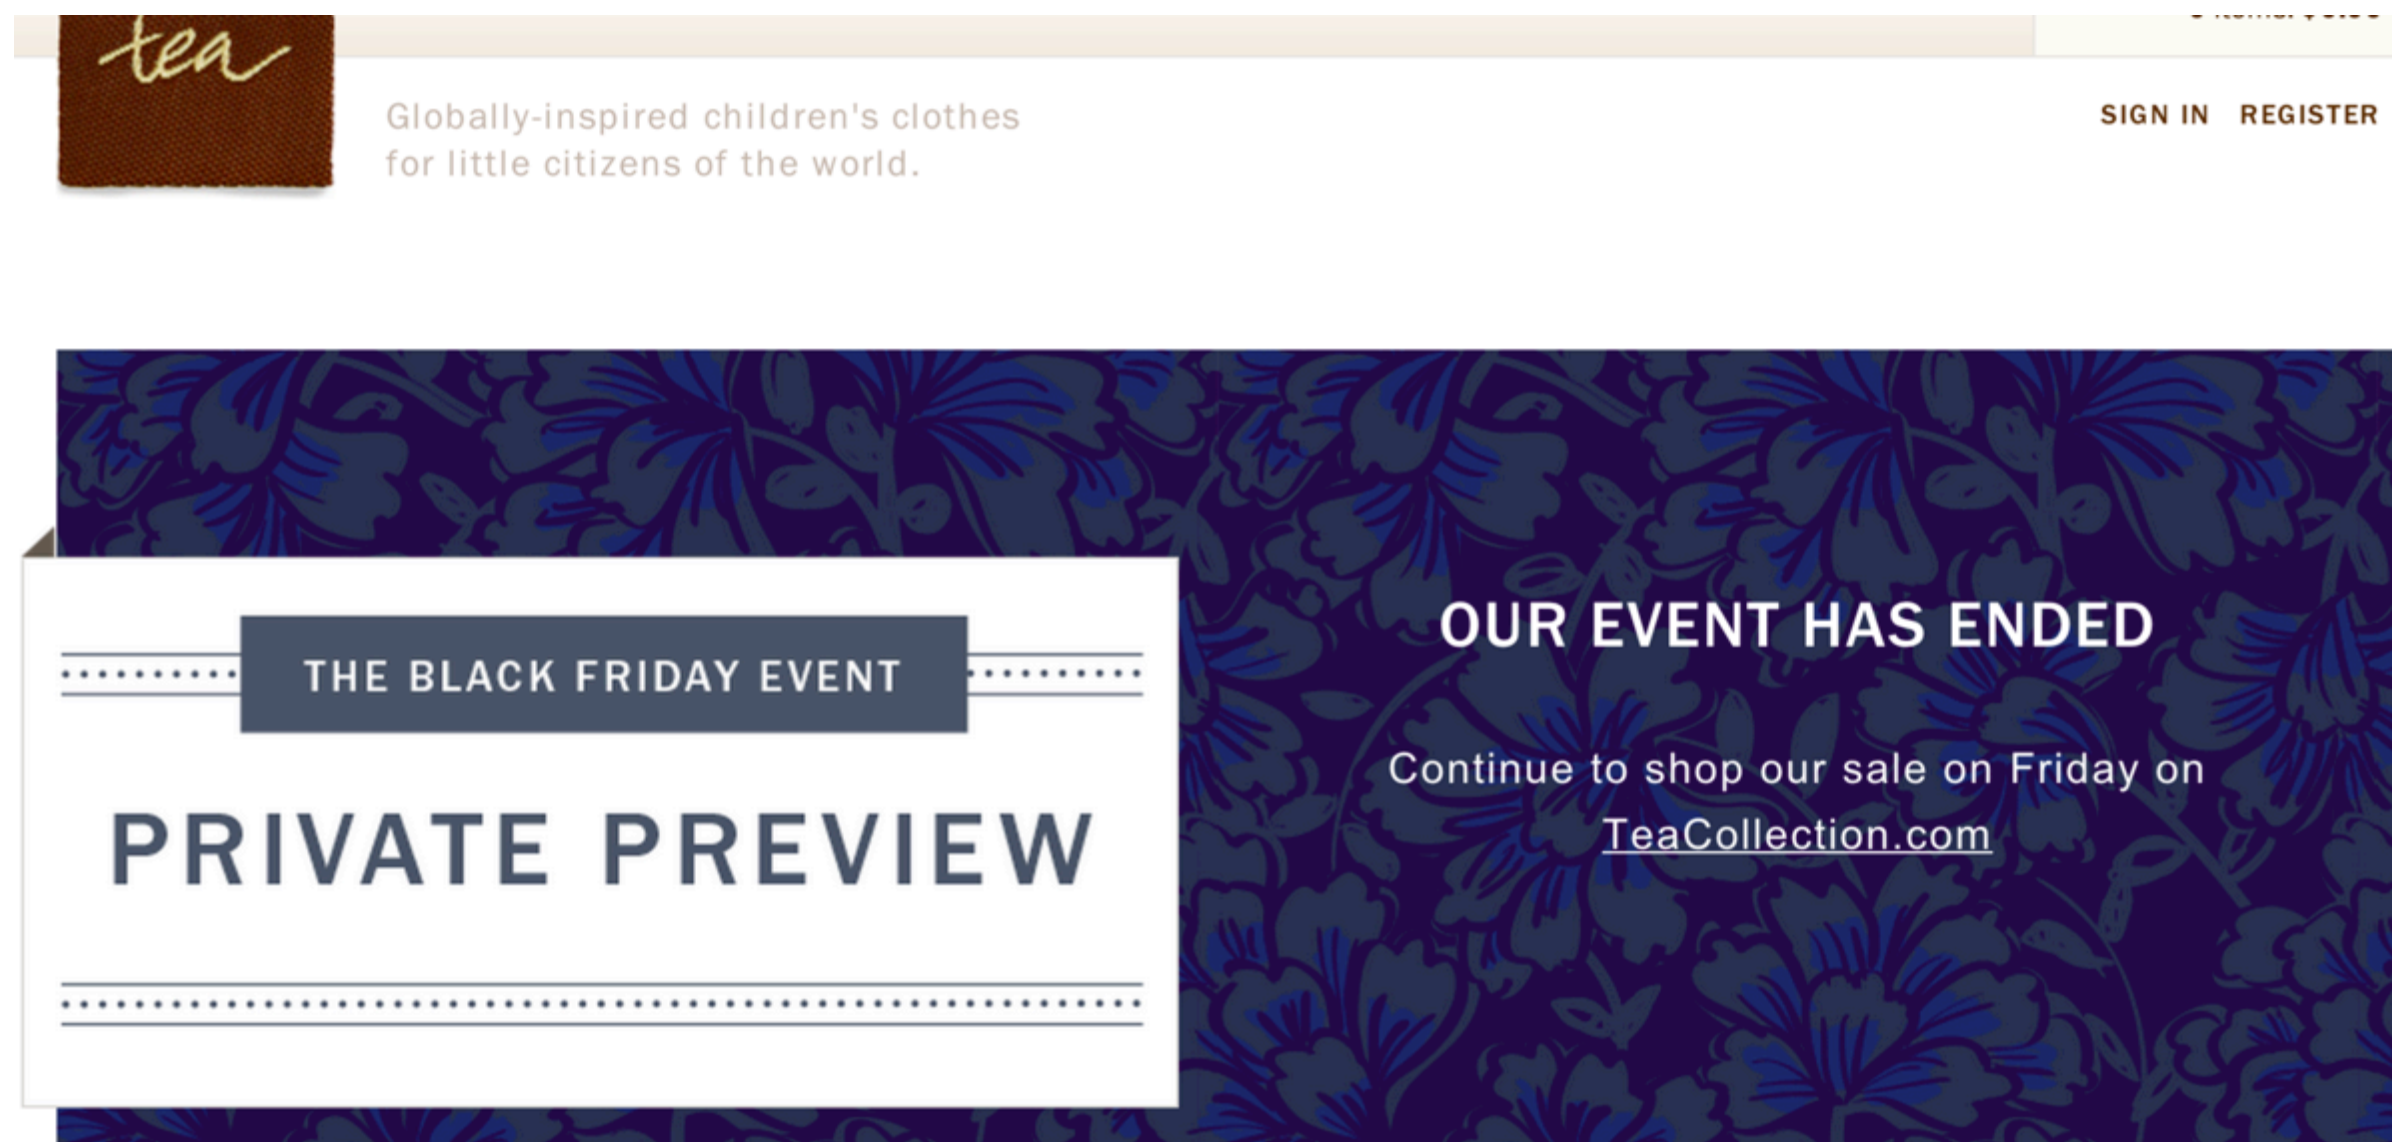 tea
Globally-inspired children's clothes
for little citizens of the world.
SIGN IN REGISTER
THE BLACK FRIDAY EVENT
PRIVATE PREVIEW
OUR EVENT HAS ENDED
Continue to shop our sale on Friday on
TeaCollection.com